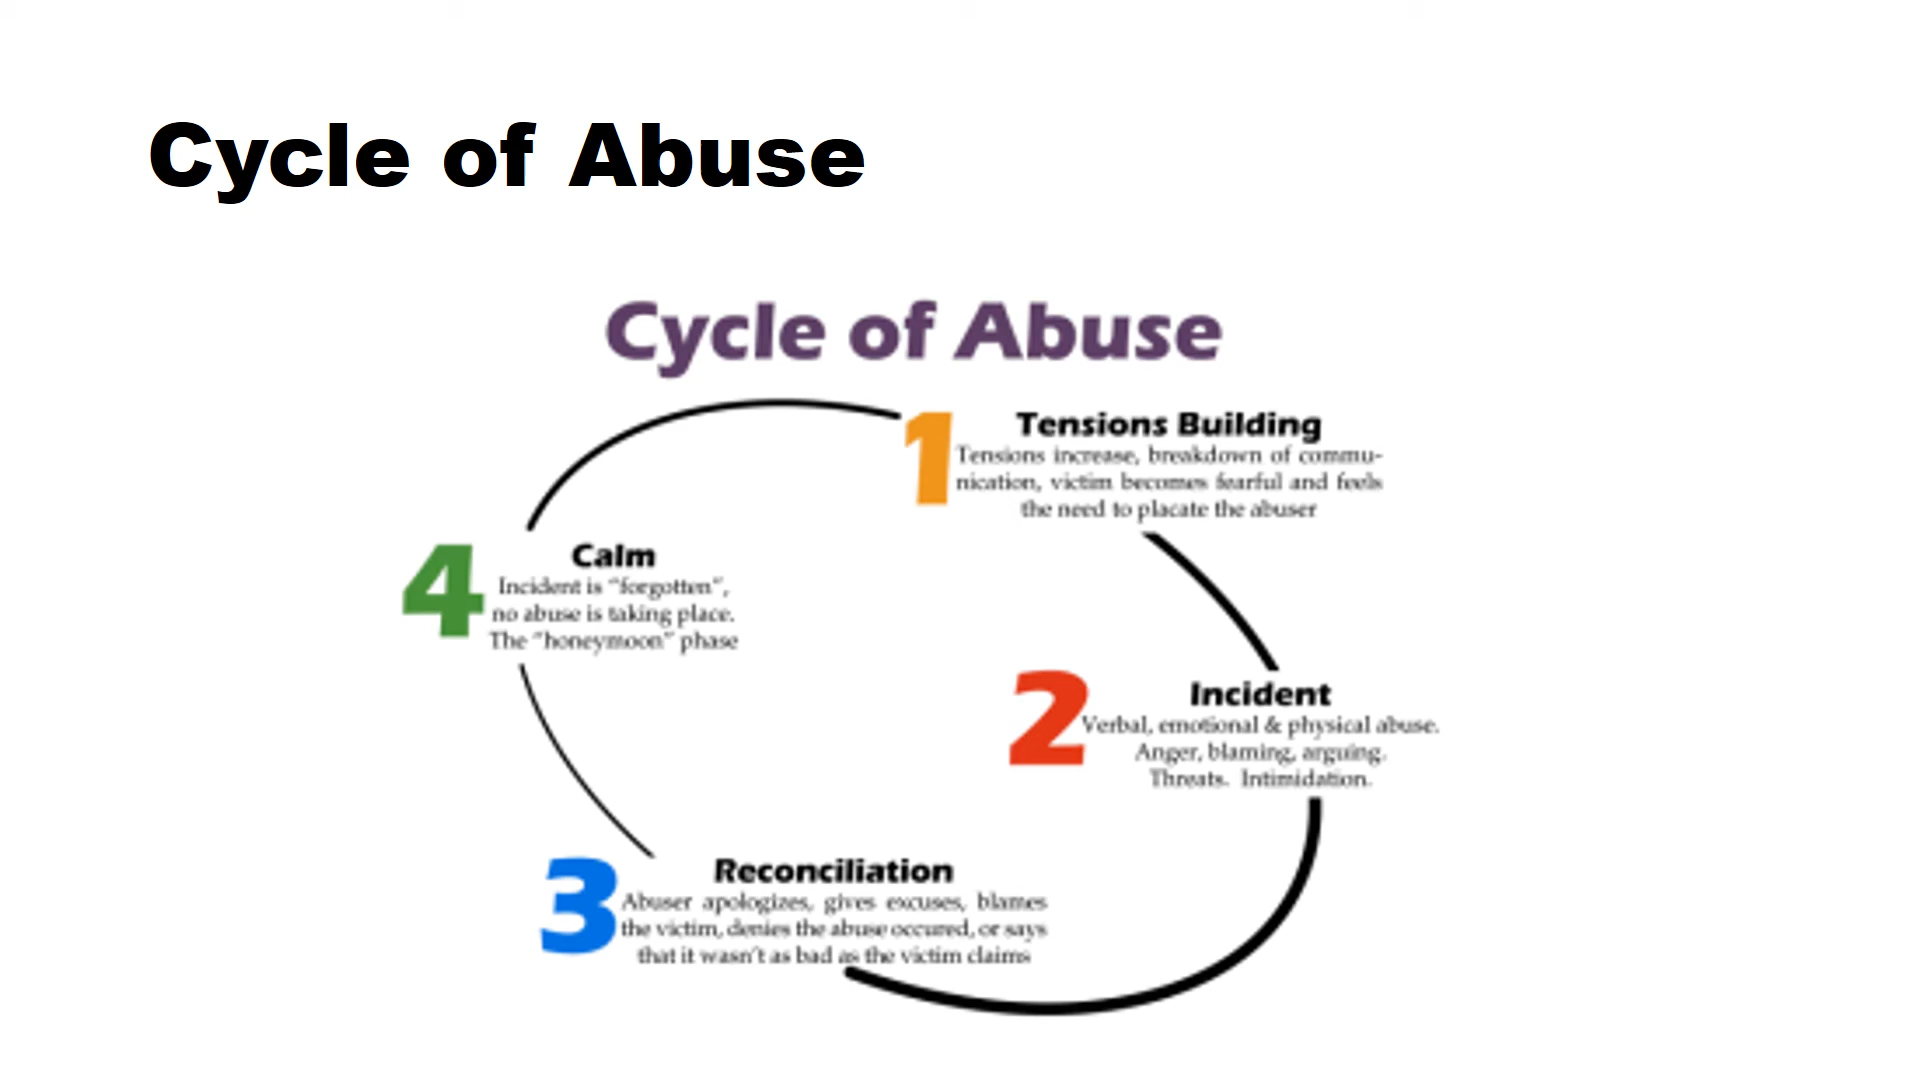 Cycle of Abuse
Cycle of Abuse
1
Tensions Building
Tensions increase, breakdown of commu-
nication, victim becomes fearful and feels
the need to placate the abuser
2
Incident
Verbal, emotional & physical abuse.
Anger, blaming, arguing.
Threats. Intimidation.
3
Reconciliation
Abuser apologizes, gives excuses, blames
the victim, denies the abuse occured, or says
that it wasn't as bad as the victim claims
4
Calm
Incident is "forgotten",
no abuse is taking place.
The "honeymoon" phase